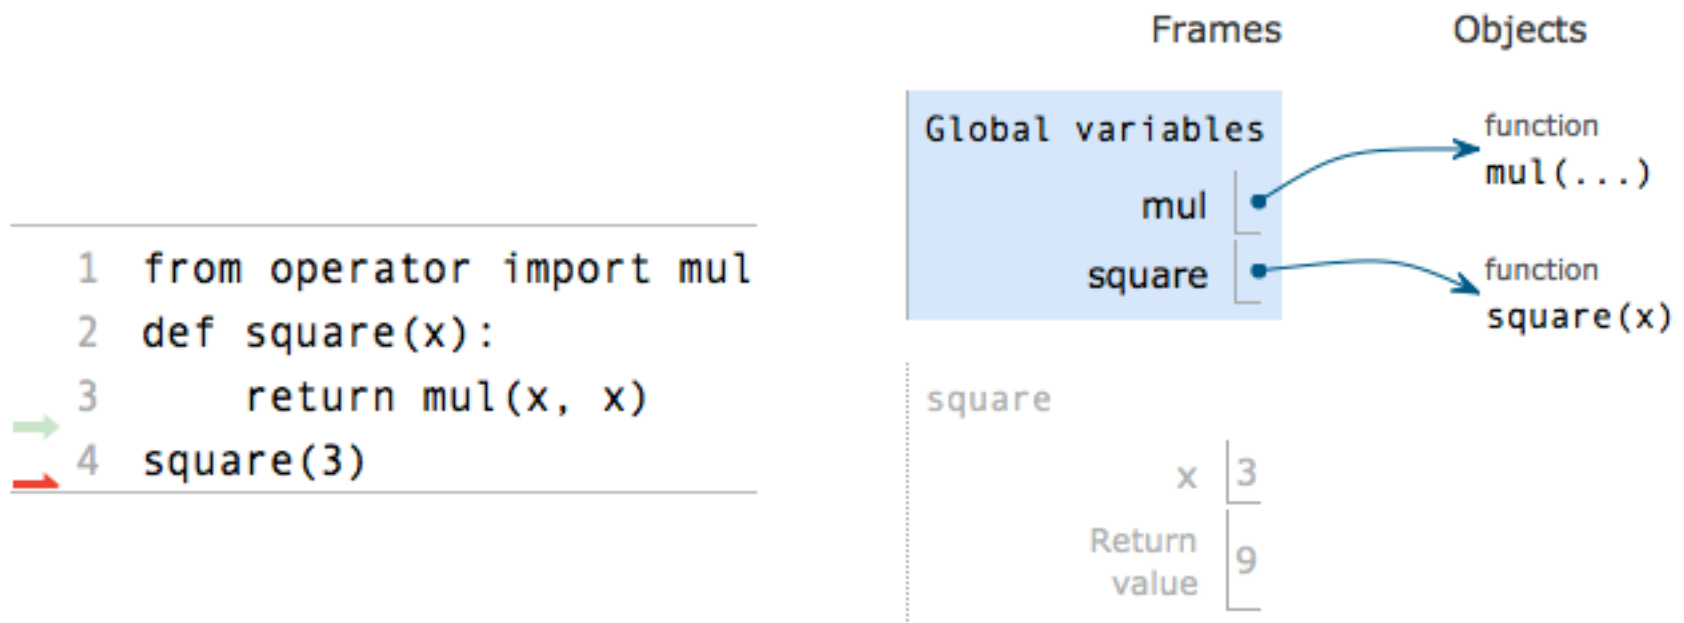 1 from operator import mul
2 def square(x):
3     return mul(x, x)
4 square(3)
Frames Objects
Global variables
mul
square
function
mul(...)
function
square(x)
square
x 3
Return
value 9